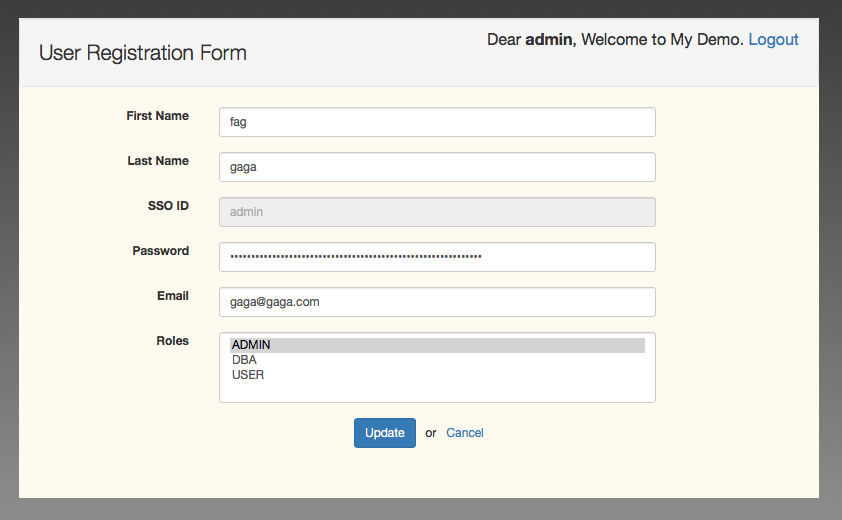 User Registration Form
Dear admin, Welcome to My Demo. Logout
First Name
fag
Last Name
gaga
SSO ID
admin
Password
Email
gaga@gaga.com
Roles
ADMIN
DBA
USER
Update or Cancel